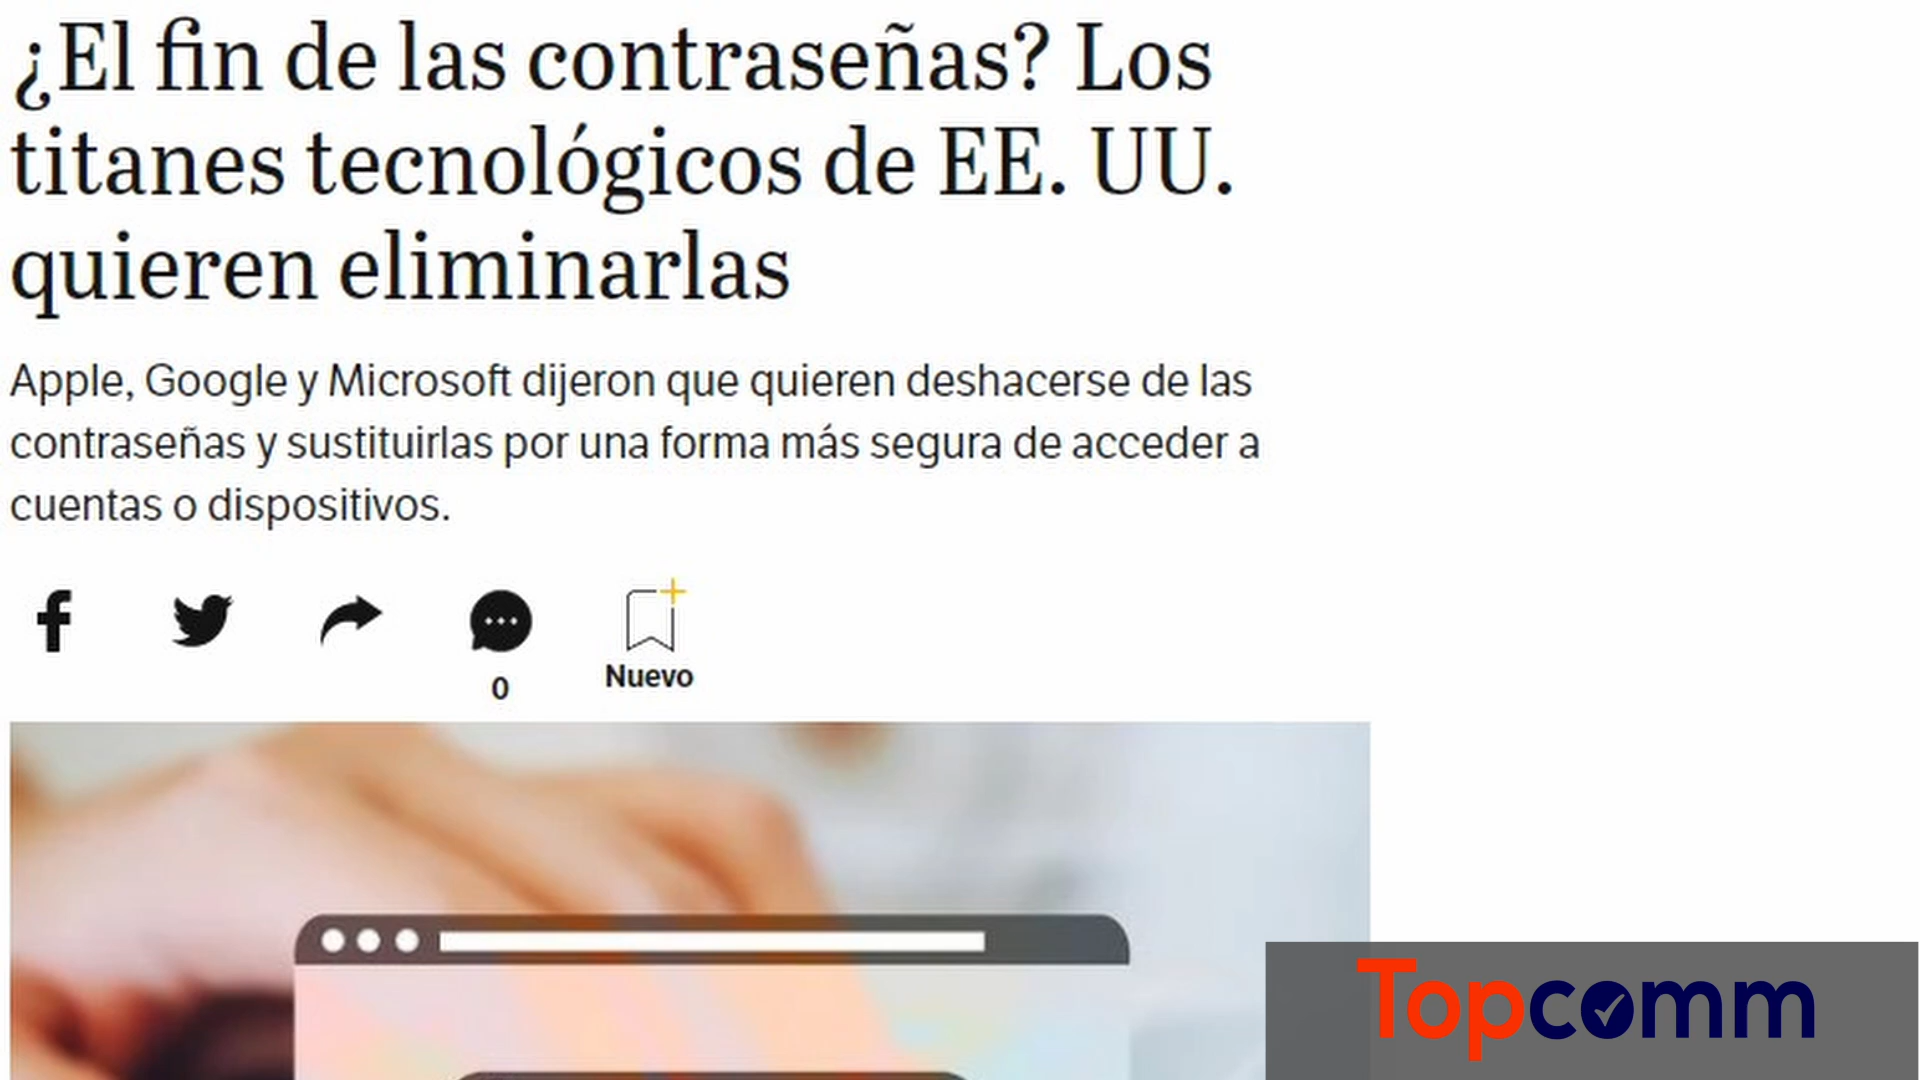 ¿El fin de las contraseñas? Los
titanes tecnológicos de EE. UU.
quieren eliminarlas
Apple, Google y Microsoft dijeron que quieren deshacerse de las
contraseñas y sustituirlas por una forma más segura de acceder a
cuentas o dispositivos.
0
Nuevo
Topcomm